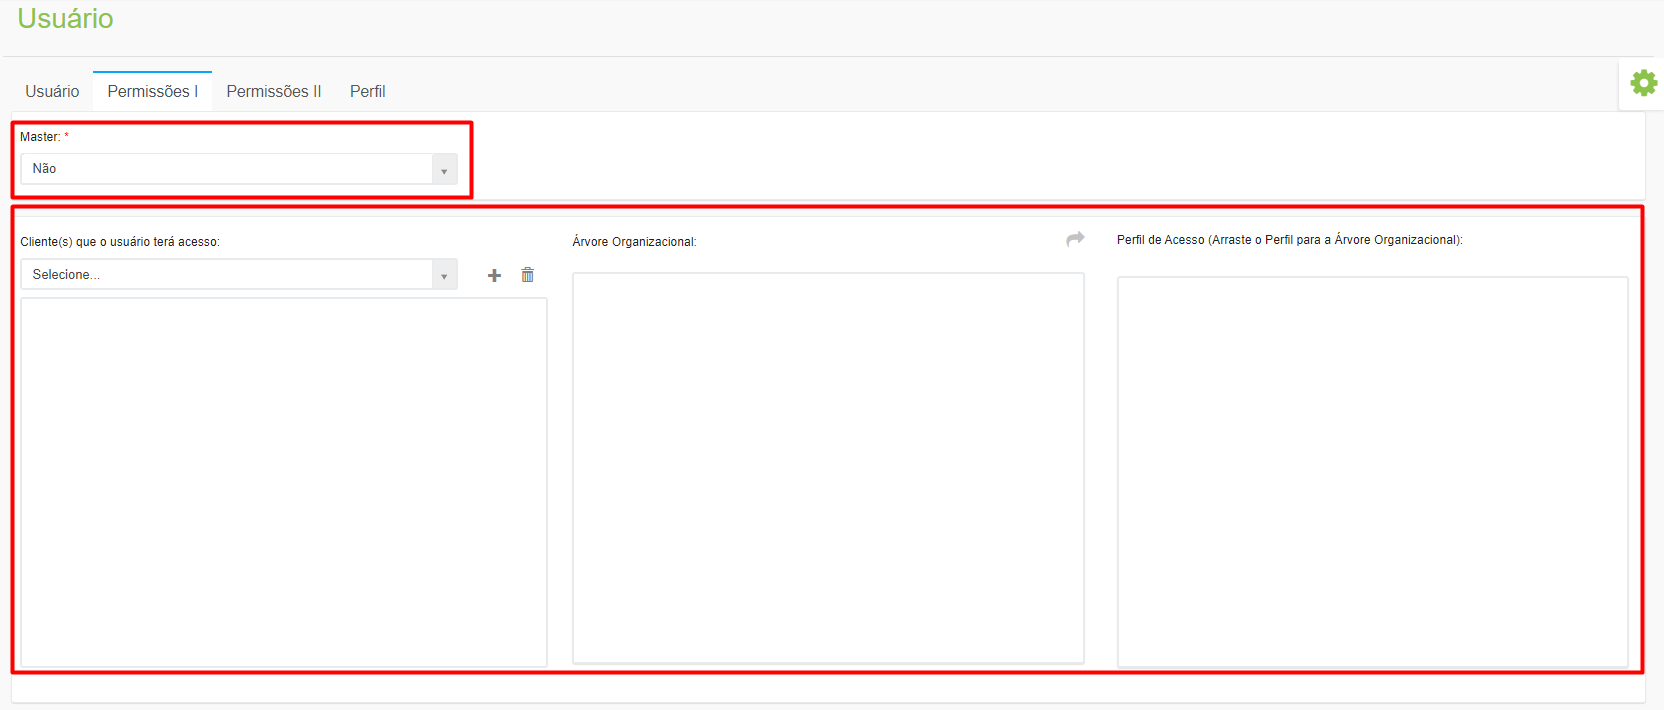 Usuário
Usuário Permissões I Permissões II Perfil
Master: *
Não
Cliente(s) que o usuário terá acesso:
Selecione...
Árvore Organizacional:
Perfil de Acesso (Arraste o Perfil para a Árvore Organizacional):